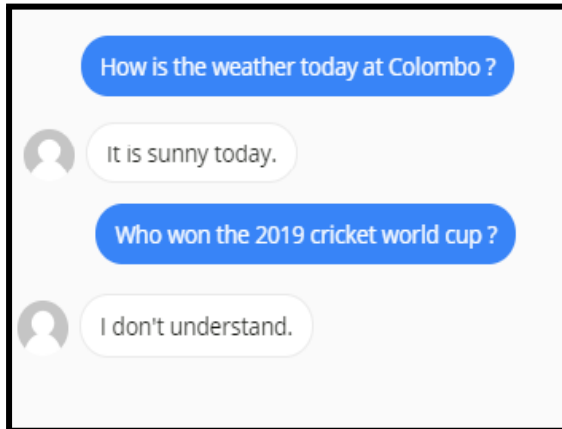 How is the weather today at Colombo ?
It is sunny today.
Who won the 2019 cricket world cup ?
I don't understand.